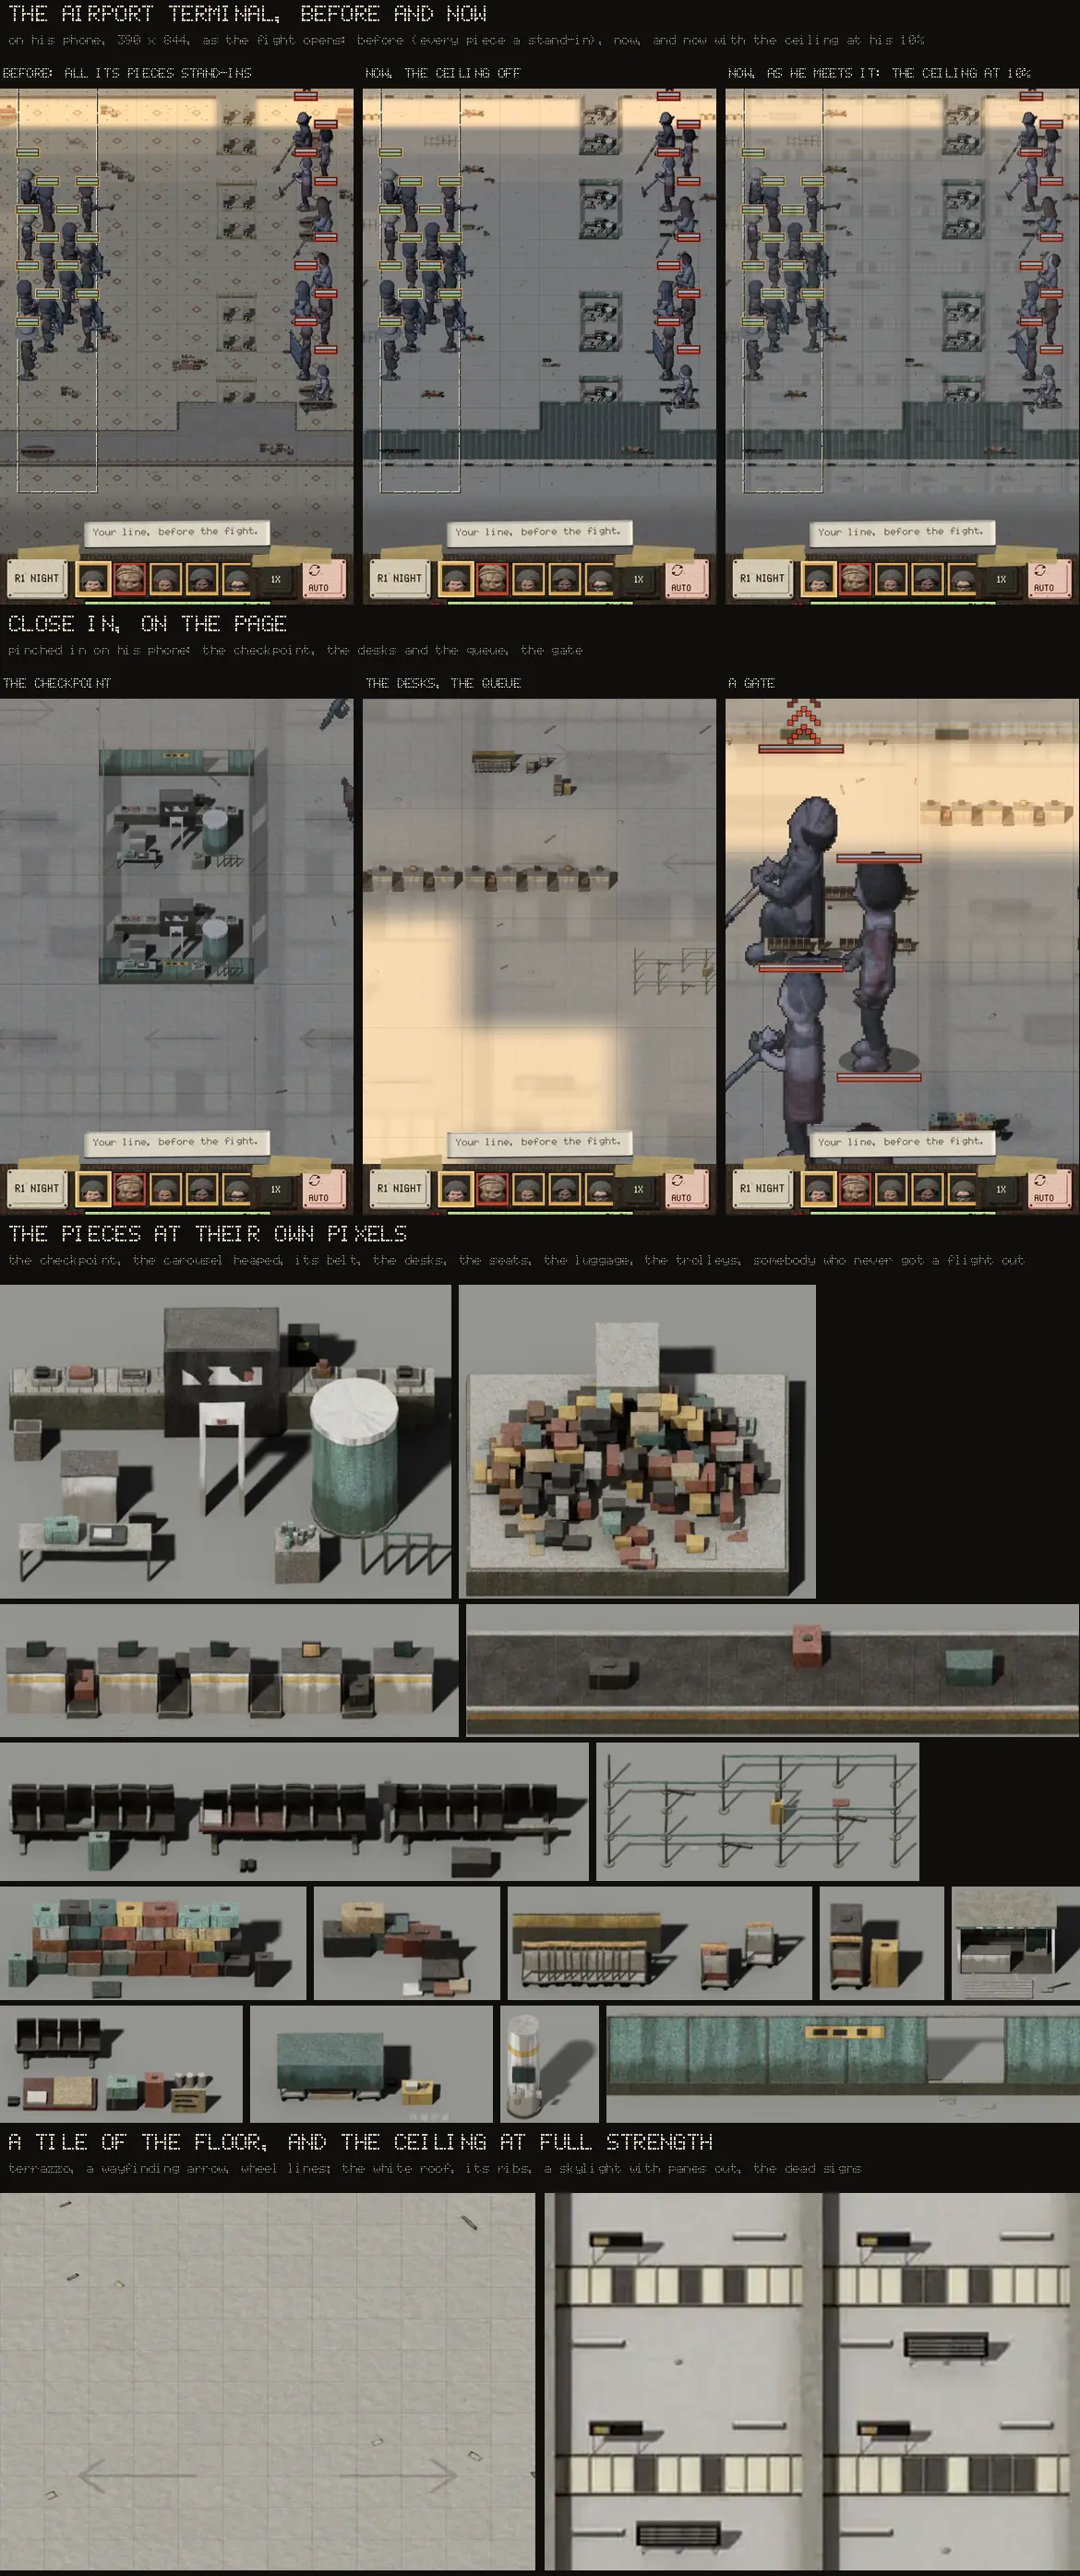 THE AIRPORT TERMINAL, BEFORE AND NOW
on his phone, 390 x 844, as the fight opens: before (every piece a stand-in), now, and now with the ceiling at his 10%
BEFORE: ALL ITS PIECES STAND-INS
NOW, THE CEILING OFF
NOW, AS HE MEETS IT: THE CEILING AT 10%
Your line, before the fight.
Your line, before the fight.
Your line, before the fight.
R1 NIGHT
1X
AUTO
R1 NIGHT
1X
AUTO
R1 NIGHT
1X
AUTO
CLOSE IN, ON THE PAGE
pinched in on his phone: the checkpoint, the desks and the queue, the gate
THE CHECKPOINT
THE DESKS, THE QUEUE
A GATE
Your line, before the fight.
Your line, before the fight.
Your line, before the fight.
R1 NIGHT
1X
AUTO
R1 NIGHT
1X
AUTO
R1 NIGHT
1X
AUTO
THE PIECES AT THEIR OWN PIXELS
the checkpoint, the carousel heaped, its belt, the desks, the seats, the luggage, the trolleys, somebody who never got a flight out
A TILE OF THE FLOOR, AND THE CEILING AT FULL STRENGTH
terrazzo, a wayfinding arrow, wheel lines; the white roof, its ribs, a skylight with panes out, the dead signs